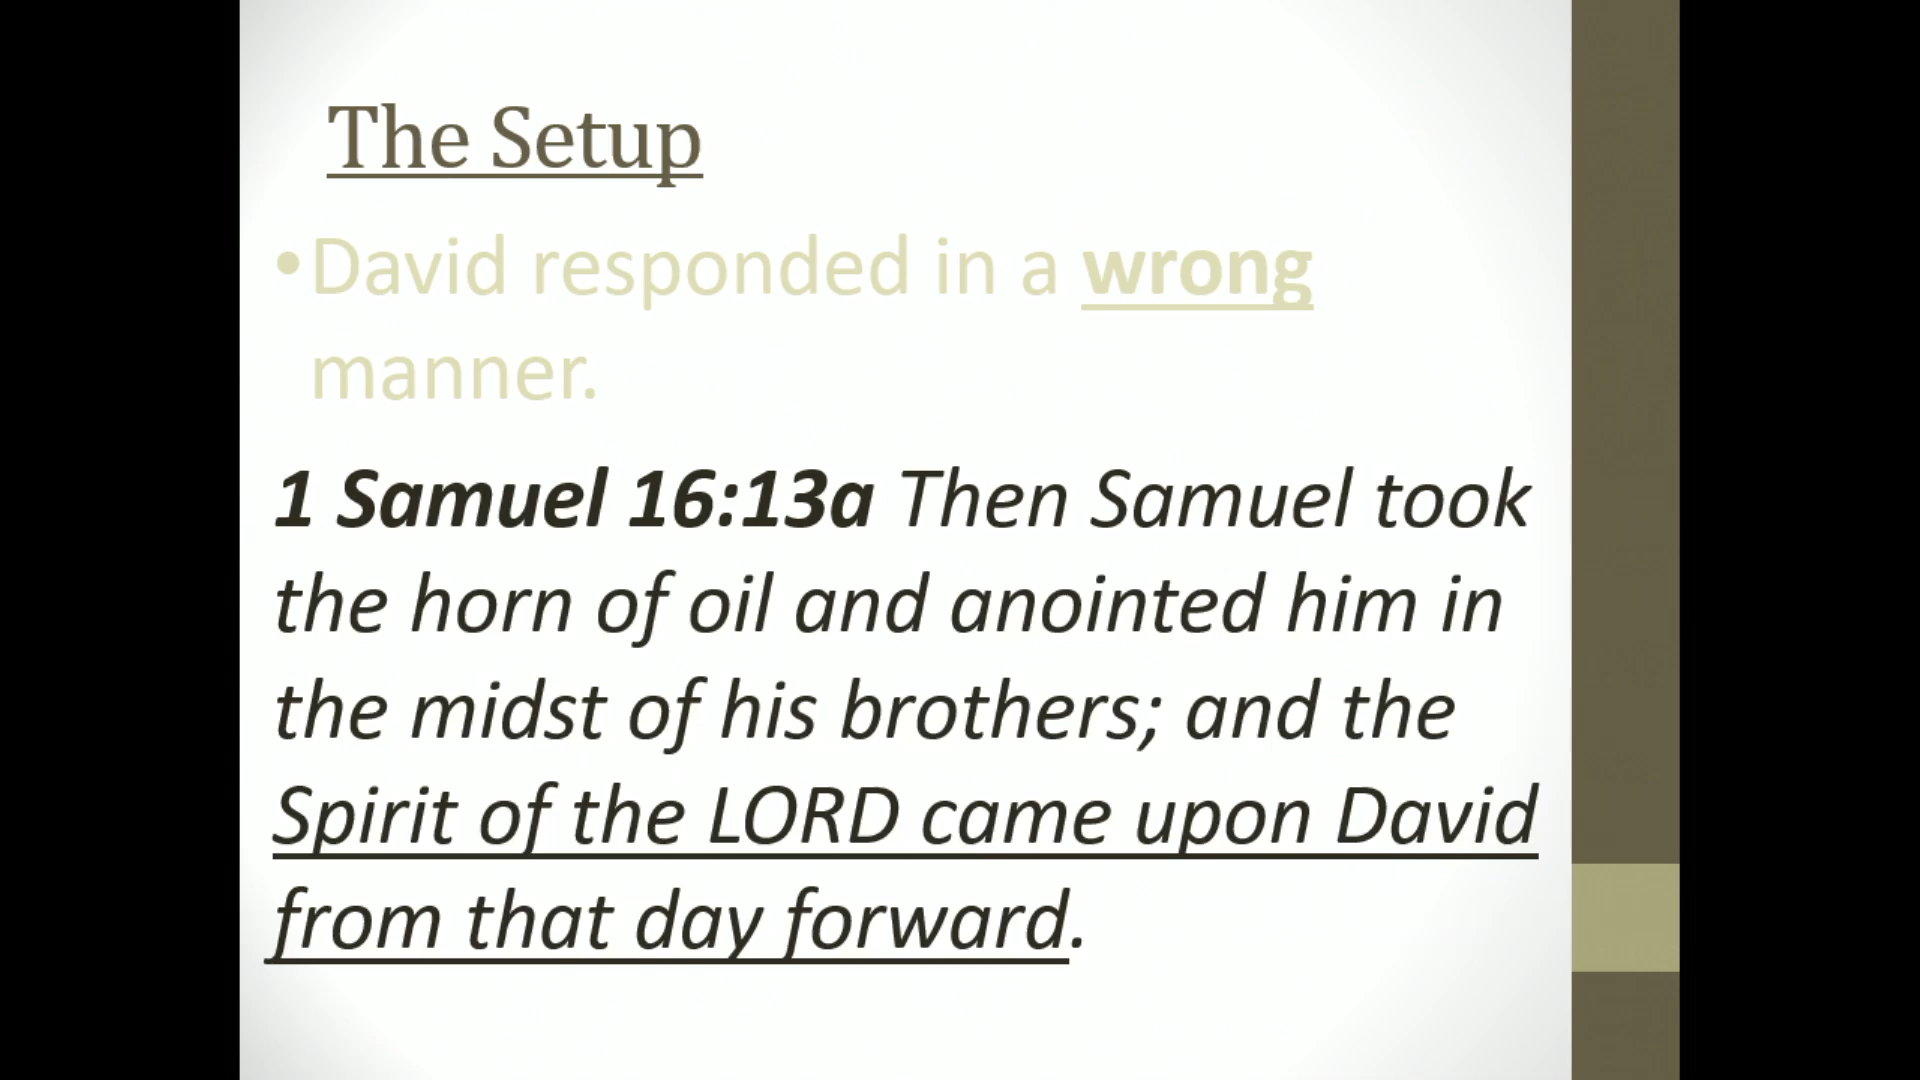 The Setup
•David responded in a wrong
manner.
1 Samuel 16:13a Then Samuel took
the horn of oil and anointed him in
the midst of his brothers; and the
Spirit of the LORD came upon David
from that day forward.